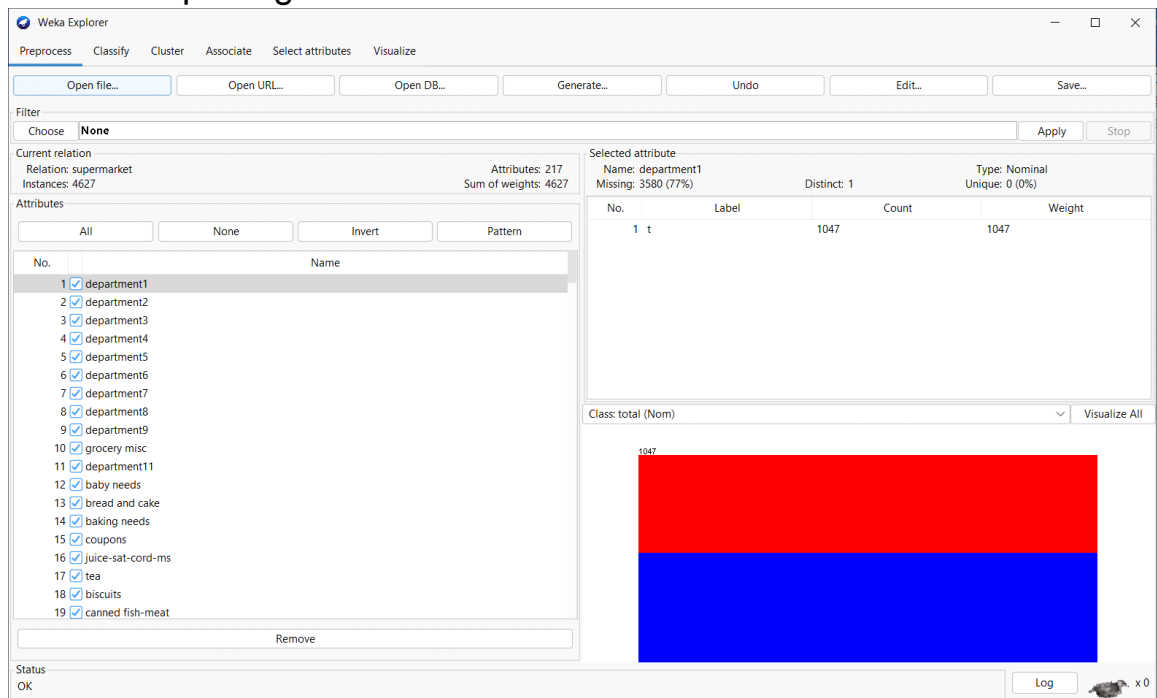 Weka Explorer
Preprocess Classify Cluster Associate Select attributes Visualize
Open file... Open URL... Open DB... Generate... Undo Edit... Save...
Filter
Choose None Apply Stop
Current relation
Relation: supermarket Attributes: 217
Instances: 4627 Sum of weights: 4627
Attributes
All None Invert Pattern
No. Name
1 department1
2 department2
3 department3
4 department4
5 department5
6 department6
7 department7
8 department8
9 department9
10 grocery misc
11 department11
12 baby needs
13 bread and cake
14 baking needs
15 coupons
16 juice-sat-cord-ms
17 tea
18 biscuits
19 canned fish-meat
Remove
Selected attribute
Name: department1 Type: Nominal
Missing: 3580 (77%) Distinct: 1 Unique: 0 (0%)
No. Label Count Weight
1 t 1047 1047
Class: total (Nom) Visualize All
1047
Status
OK
Log x 0